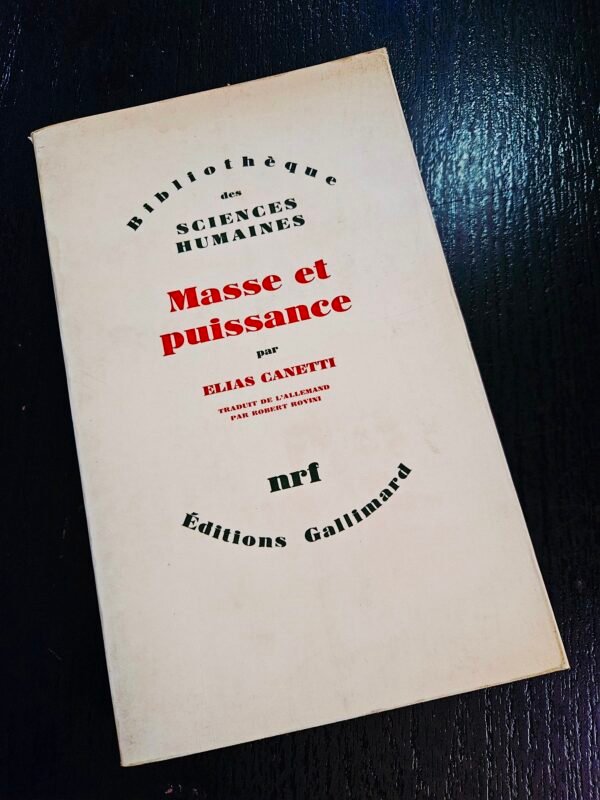 Bibliothèque
des
SCIENCES
HUMAINES
Masse et
puissance
par
ELIAS CANETTI
TRADUIT DE L'ALLEMAND
PAR ROBERT ROVINI
nrf
Éditions Gallimard